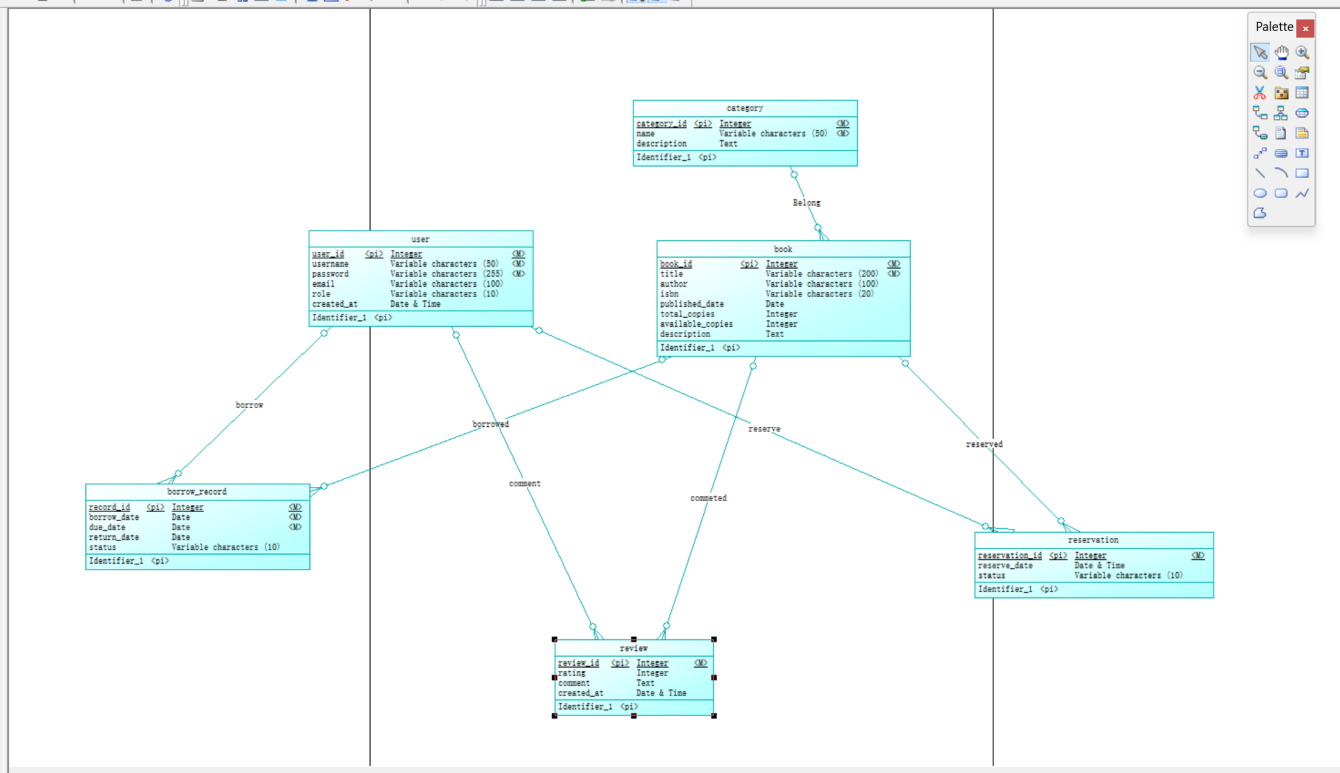 Palette
category
category_id <pi> Integer <M>
name Variable characters (50) <M>
description Text
Identifier_1 <pi>
Belong
user
user_id <pi> Integer <M>
username Variable characters (50) <M>
password Variable characters (255) <M>
email Variable characters (100)
role Variable characters (10)
created_at Date & Time
Identifier_1 <pi>
book
book_id <pi> Integer <M>
title Variable characters (200) <M>
author Variable characters (100)
isbn Variable characters (20)
published_date Date
total_copies Integer
available_copies Integer
description Text
Identifier_1 <pi>
borrow
borrowed
reserve
reserved
comment
commeted
borrow_record
record_id <pi> Integer <M>
borrow_date Date <M>
due_date Date <M>
return_date Date
status Variable characters (10)
Identifier_1 <pi>
reservation
reservation_id <pi> Integer <M>
reserve_date Date & Time
status Variable characters (10)
Identifier_1 <pi>
review
review_id <pi> Integer <M>
rating Integer
comment Text
created_at Date & Time
Identifier_1 <pi>